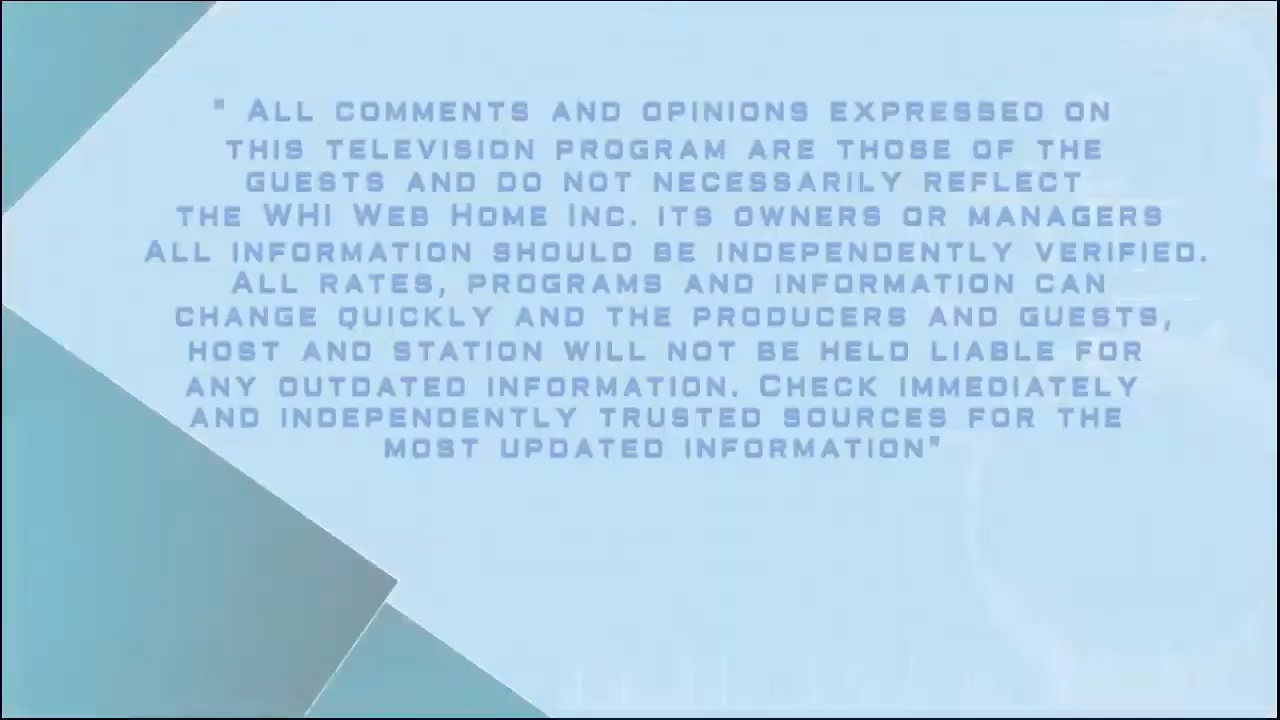 " All comments and opinions expressed on
this television program are those of the
guests and do not necessarily reflect
the WHI Web Home Inc. its owners or managers
All information should be independently verified.
All rates, programs and information can
change quickly and the producers and guests,
host and station will not be held liable for
any outdated information. Check immediately
and independently trusted sources for the
most updated information"